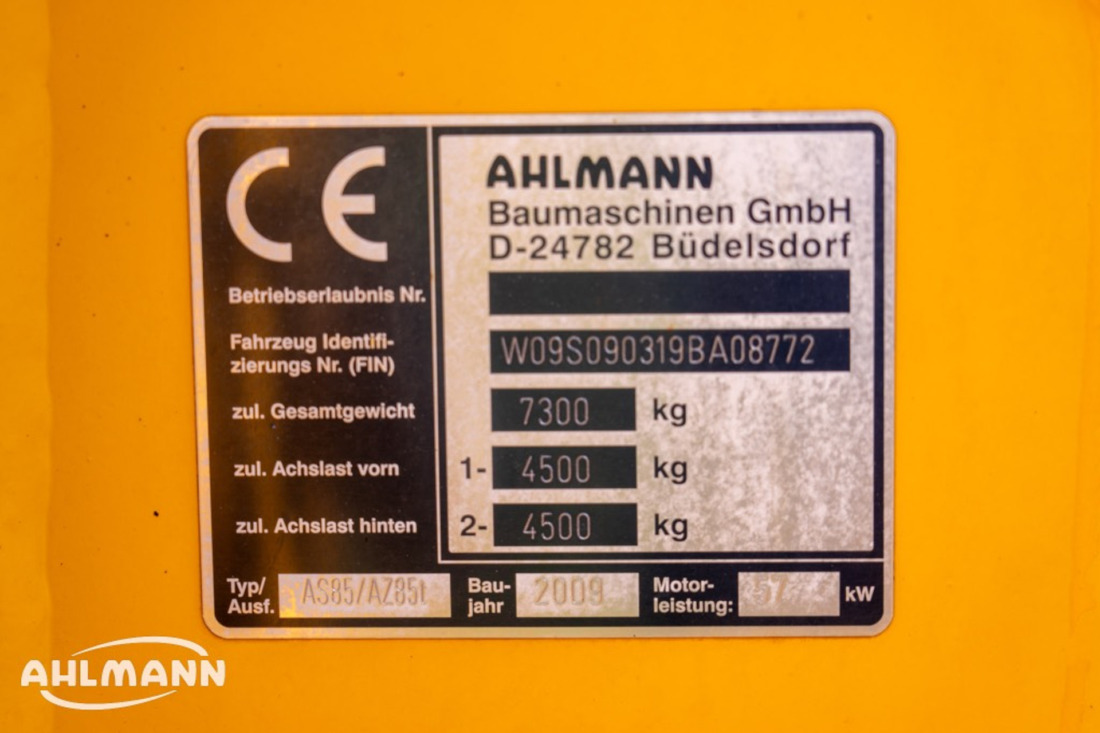 CE
AHLMANN
Baumaschinen GmbH
D-24782 Büdelsdorf
Betriebserlaubnis Nr.
Fahrzeug Identifi-
zierungs Nr. (FIN) W09S090319BA08772
zul. Gesamtgewicht 7300 kg
zul. Achslast vorn 1- 4500 kg
zul. Achslast hinten 2- 4500 kg
Typ/
Ausf. AS85/AZ85t
Bau-
jahr 2009
Motor-
leistung: 57 kW
AHLMANN